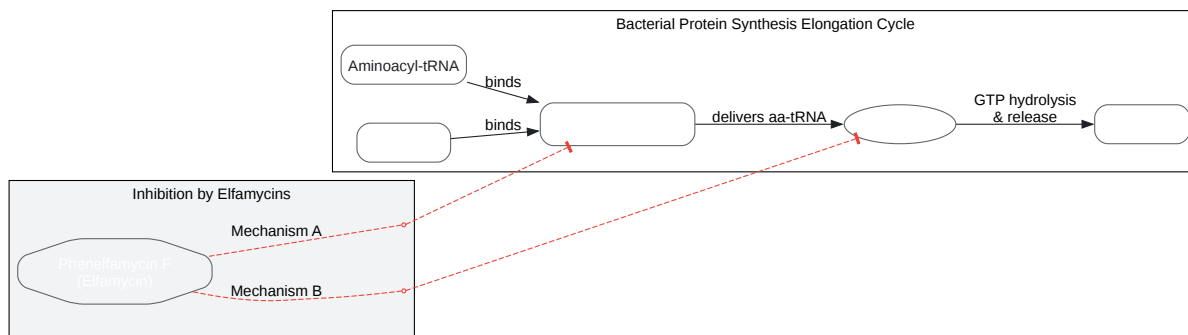 Bacterial Protein Synthesis Elongation Cycle
Aminoacyl-tRNA
binds
binds
delivers aa-tRNA
GTP hydrolysis
& release
Inhibition by Elfamycins
Mechanism A
Phenelfamycin F
(Elfamycin)
Mechanism B